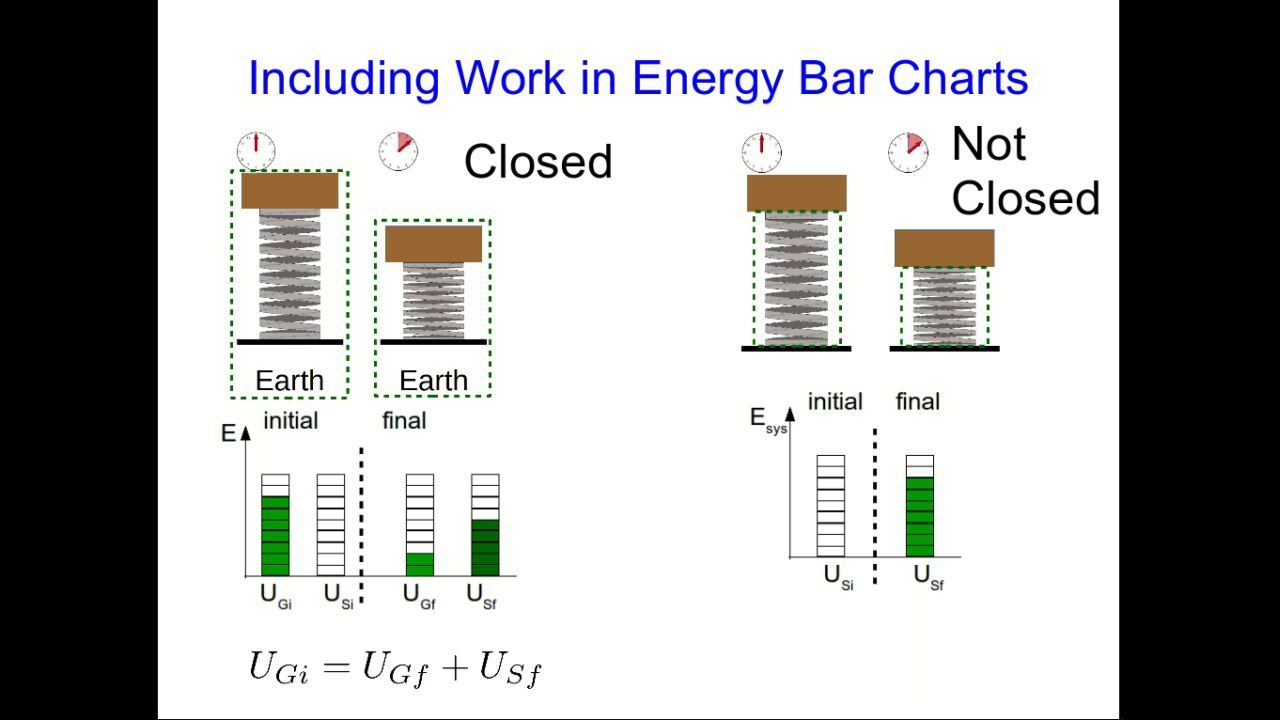 Including Work in Energy Bar Charts
Closed
Earth
Earth
initial
final
E
U_Gi
U_Si
U_Gf
U_Sf
U_Gi = U_Gf + U_Sf
Not
Closed
initial
final
E_sys
U_Si
U_Sf